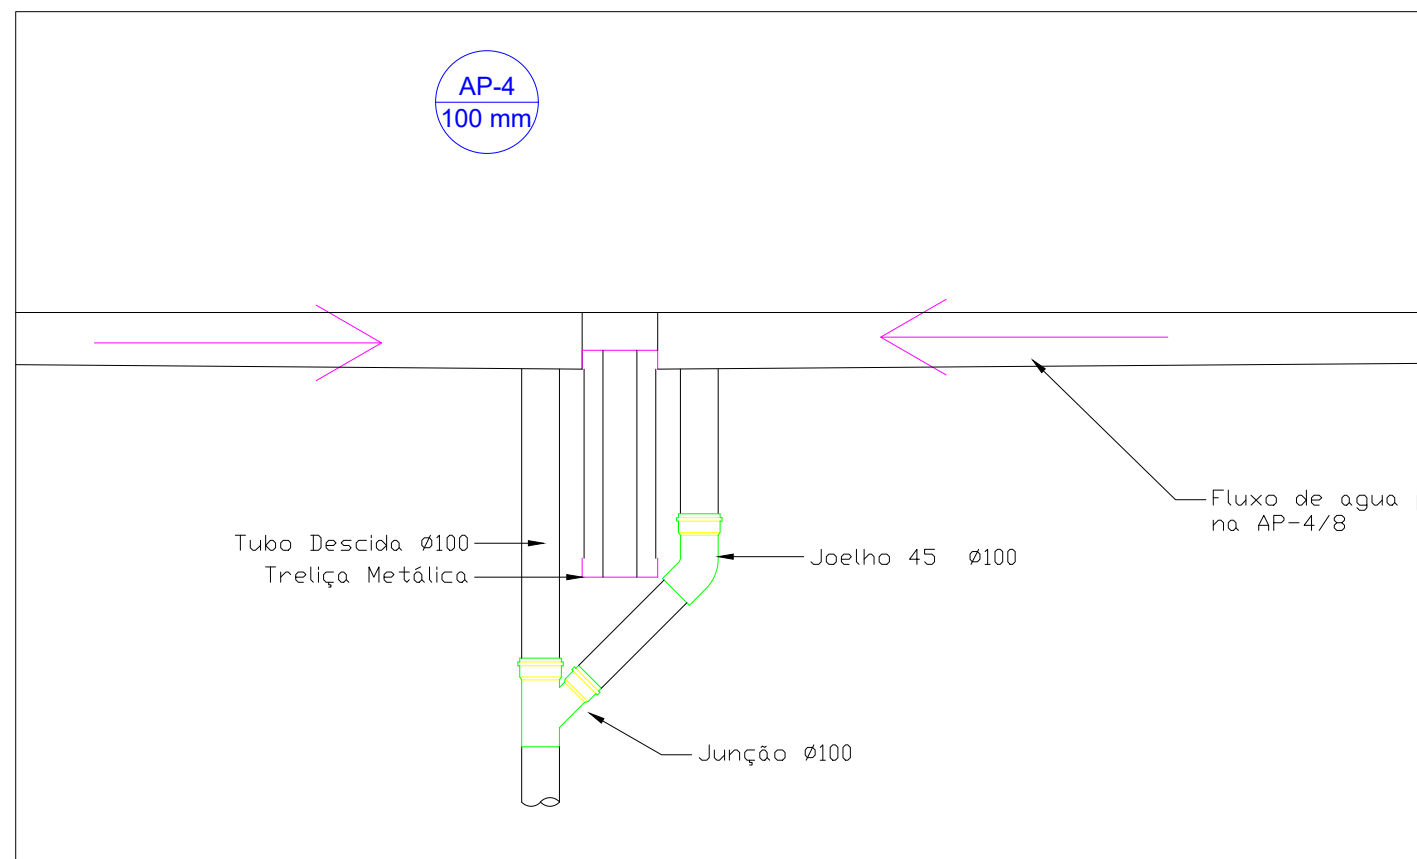 AP-4
100 mm
Fluxo de agua
na AP-4/8
Tubo Descida Ø100
Treliça Metálica
Joelho 45 Ø100
Junção Ø100